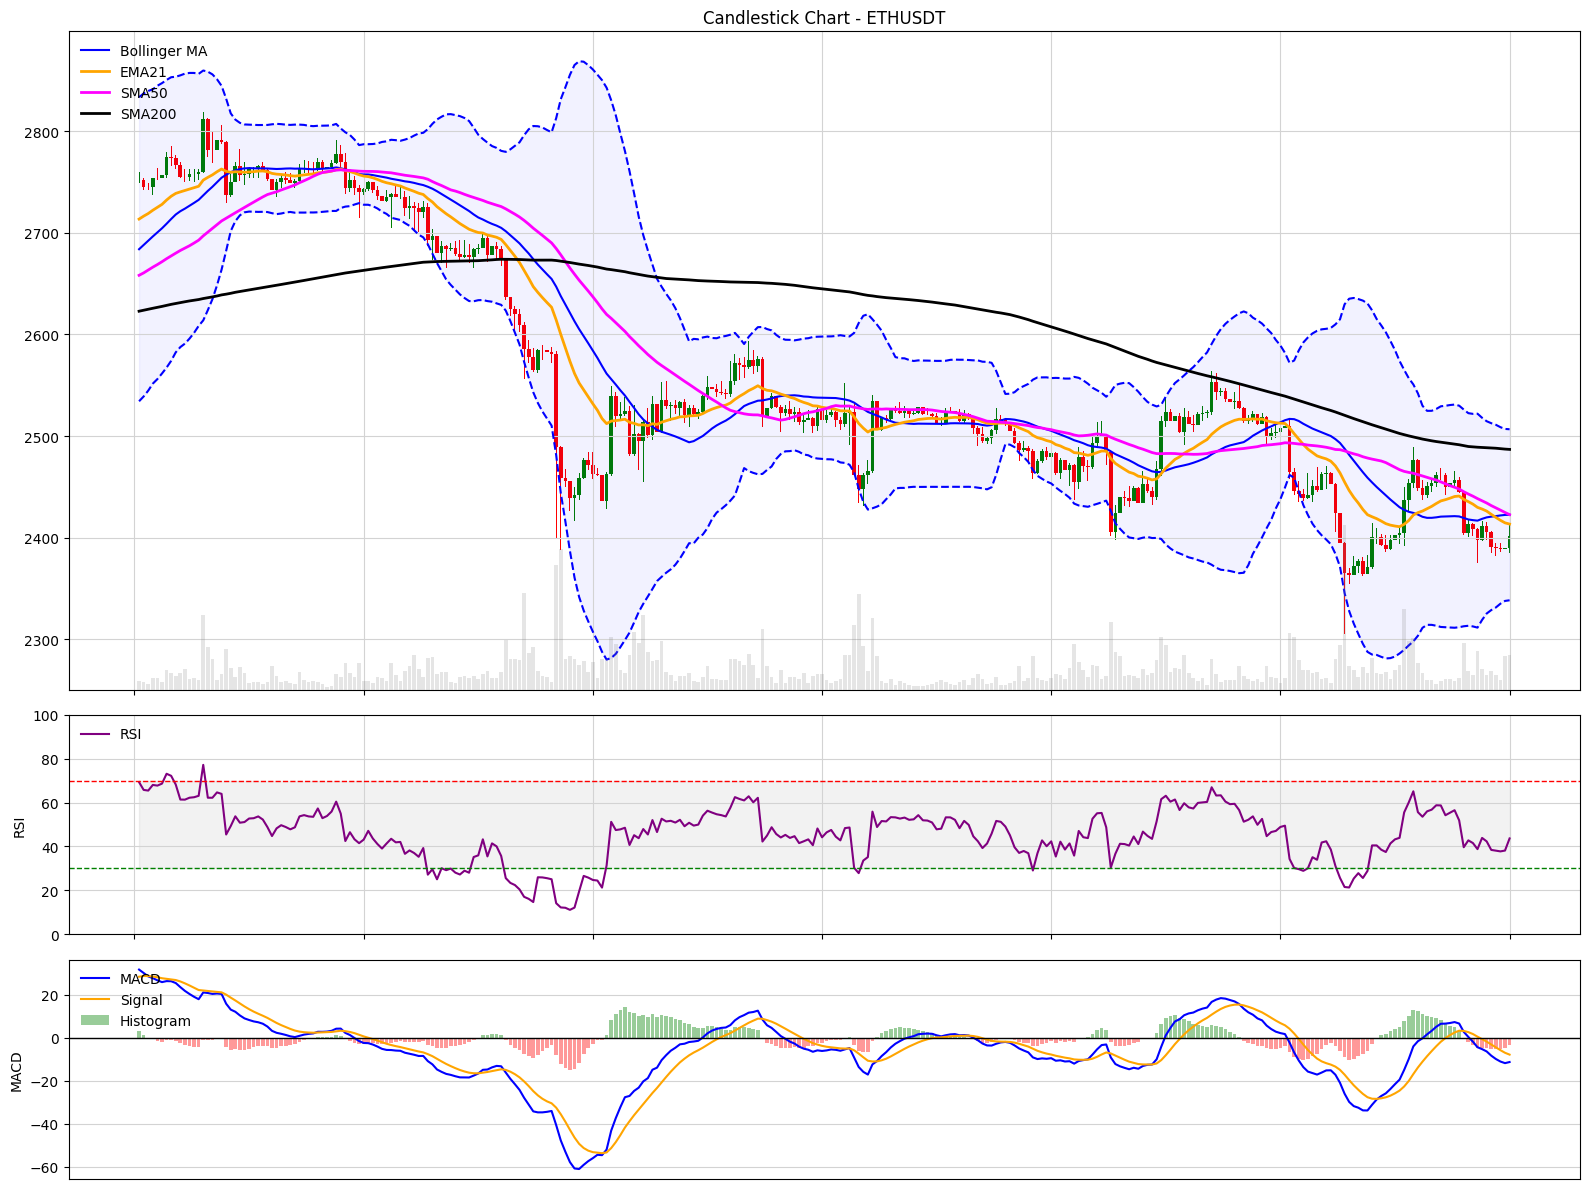 Candlestick Chart - ETHUSDT
Bollinger MA
EMA21
SMA50
SMA200
2800
2700
2600
2500
2400
2300
RSI
100
80
60
40
20
0
RSI
MACD
Signal
Histogram
20
0
−20
−40
−60
MACD